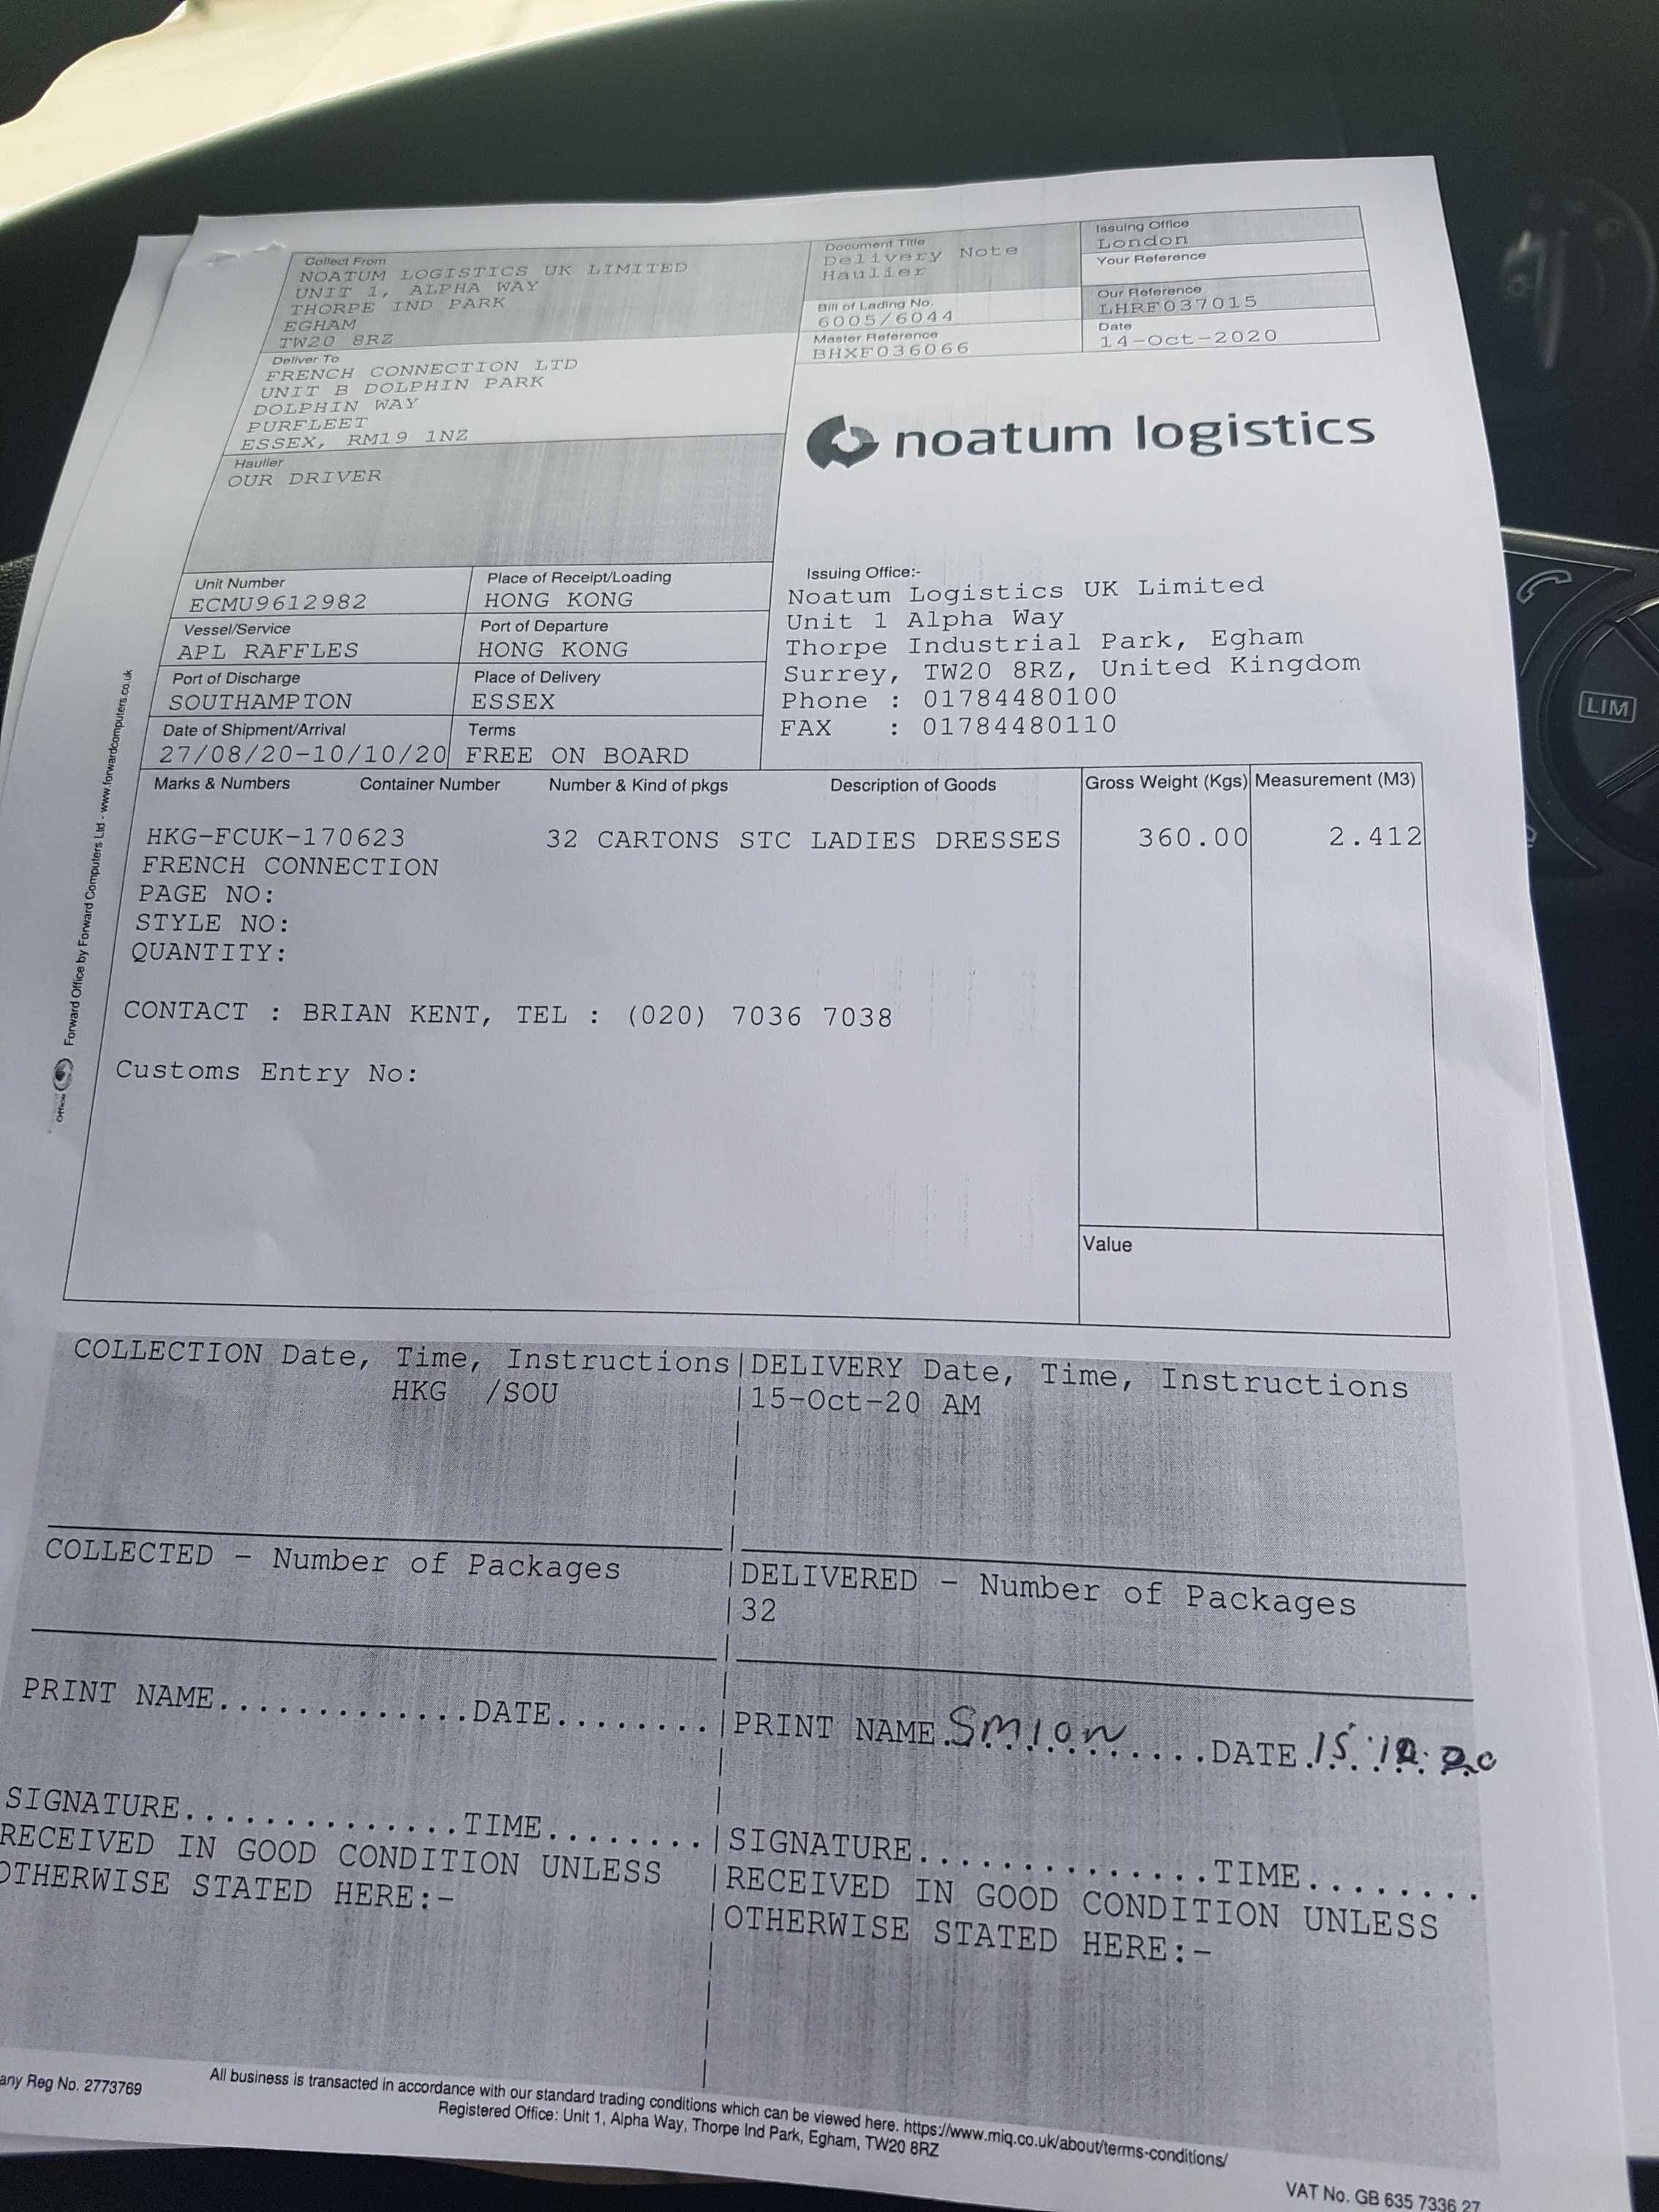 Collect From
NOATUM LOGISTICS UK LIMITED
UNIT 1, ALPHA WAY
THORPE IND PARK
EGHAM
TW20 8RZ
Document Title
Delivery Note
Haulier
Issuing Office
London
Your Reference
Bill of Lading No.
6005/6044
Our Reference
LHRF037015
Master Reference
BHXF036066
Date
14-Oct-2020
Deliver To
FRENCH CONNECTION LTD
UNIT B DOLPHIN PARK
DOLPHIN WAY
PURFLEET
ESSEX, RM19 1NZ
noatum logistics
Haulier
OUR DRIVER
Unit Number
ECMU9612982
Place of Receipt/Loading
HONG KONG
Vessel/Service
APL RAFFLES
Port of Departure
HONG KONG
Port of Discharge
SOUTHAMPTON
Place of Delivery
ESSEX
Date of Shipment/Arrival
27/08/20-10/10/20
Terms
FREE ON BOARD
Issuing Office:-
Noatum Logistics UK Limited
Unit 1 Alpha Way
Thorpe Industrial Park, Egham
Surrey, TW20 8RZ, United Kingdom
Phone : 01784480100
FAX : 01784480110
Marks & Numbers Container Number Number & Kind of pkgs Description of Goods Gross Weight (Kgs) Measurement (M3)
HKG-FCUK-170623 32 CARTONS STC LADIES DRESSES 360.00 2.412
FRENCH CONNECTION
PAGE NO:
STYLE NO:
QUANTITY:
CONTACT : BRIAN KENT, TEL : (020) 7036 7038
Customs Entry No:
Value
Forward Office by Forward Computers Ltd - www.forwardcomputers.co.uk
COLLECTION Date, Time, Instructions|DELIVERY Date, Time, Instructions
HKG /SOU |15-Oct-20 AM
COLLECTED - Number of Packages |DELIVERED - Number of Packages
|32
PRINT NAME.............DATE........|PRINT NAME.SMION.....DATE.15.10.20
SIGNATURE..............TIME........|SIGNATURE..............TIME........
RECEIVED IN GOOD CONDITION UNLESS |RECEIVED IN GOOD CONDITION UNLESS
OTHERWISE STATED HERE:- |OTHERWISE STATED HERE:-
any Reg No. 2773769
All business is transacted in accordance with our standard trading conditions which can be viewed here. https://www.miq.co.uk/about/terms-conditions/
Registered Office: Unit 1, Alpha Way, Thorpe Ind Park, Egham, TW20 8RZ
VAT No. GB 635 7336 27
LIM